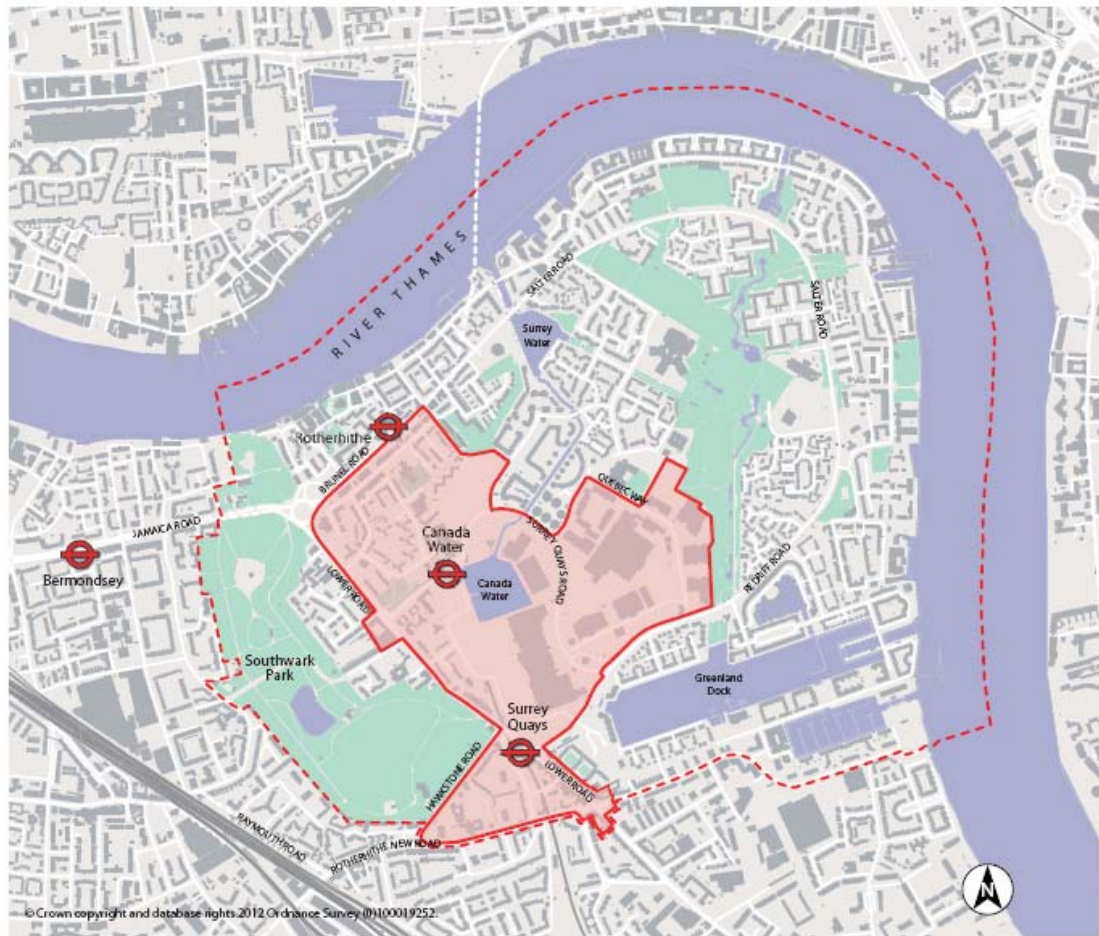 RIVER THAMES
SALTER ROAD
SALTER ROAD
Surrey
Water
Rotherhithe
BRUNEL ROAD
JAMAICA ROAD
Bermondsey
QUEBEC WAY
Canada
Water
SURREY QUAYS ROAD
Canada
Water
LOWER ROAD
REDRIFF ROAD
Southwark
Park
Greenland
Dock
Surrey
Quays
HAWKSTONE ROAD
LOWER ROAD
RAYMOUTH ROAD
ROTHERHITHE NEW ROAD
N
© Crown copyright and database rights 2012 Ordnance Survey (0)100019252.